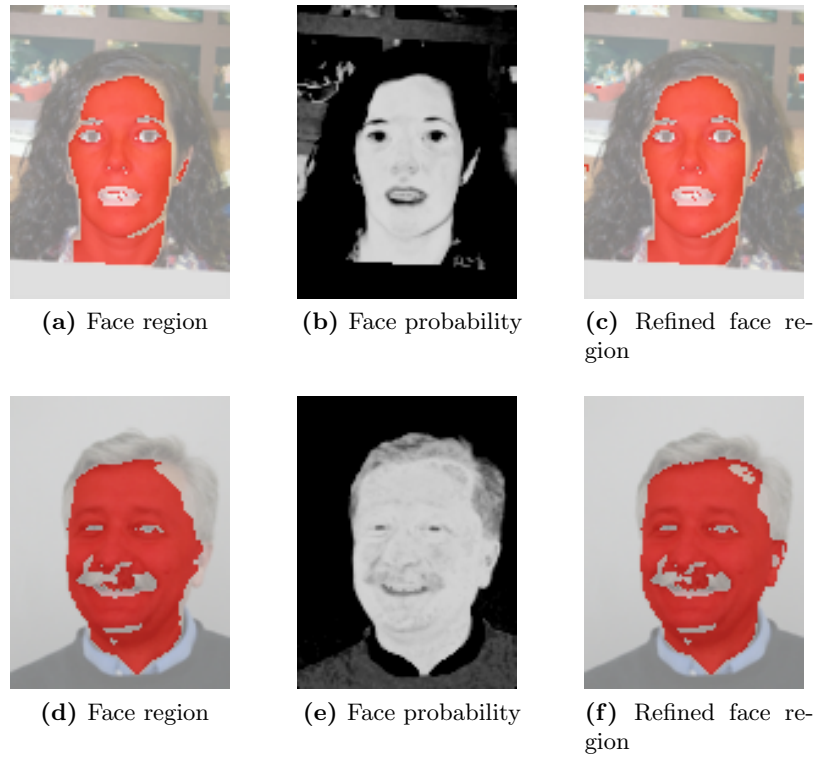 (a) Face region
(b) Face probability
(c) Refined face re-
gion
(d) Face region
(e) Face probability
(f) Refined face re-
gion